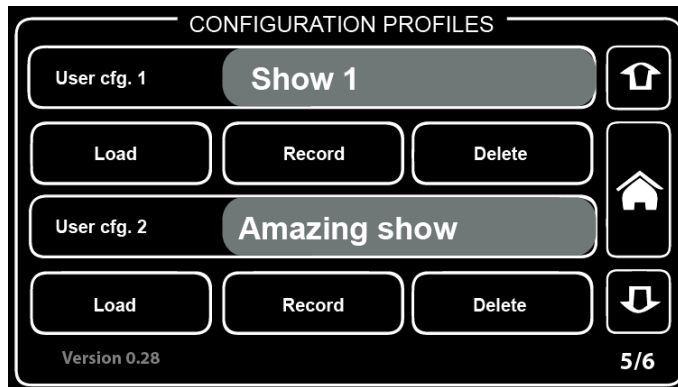 CONFIGURATION PROFILES
User cfg. 1 Show 1
Load Record Delete
User cfg. 2 Amazing show
Load Record Delete
Version 0.28 5/6